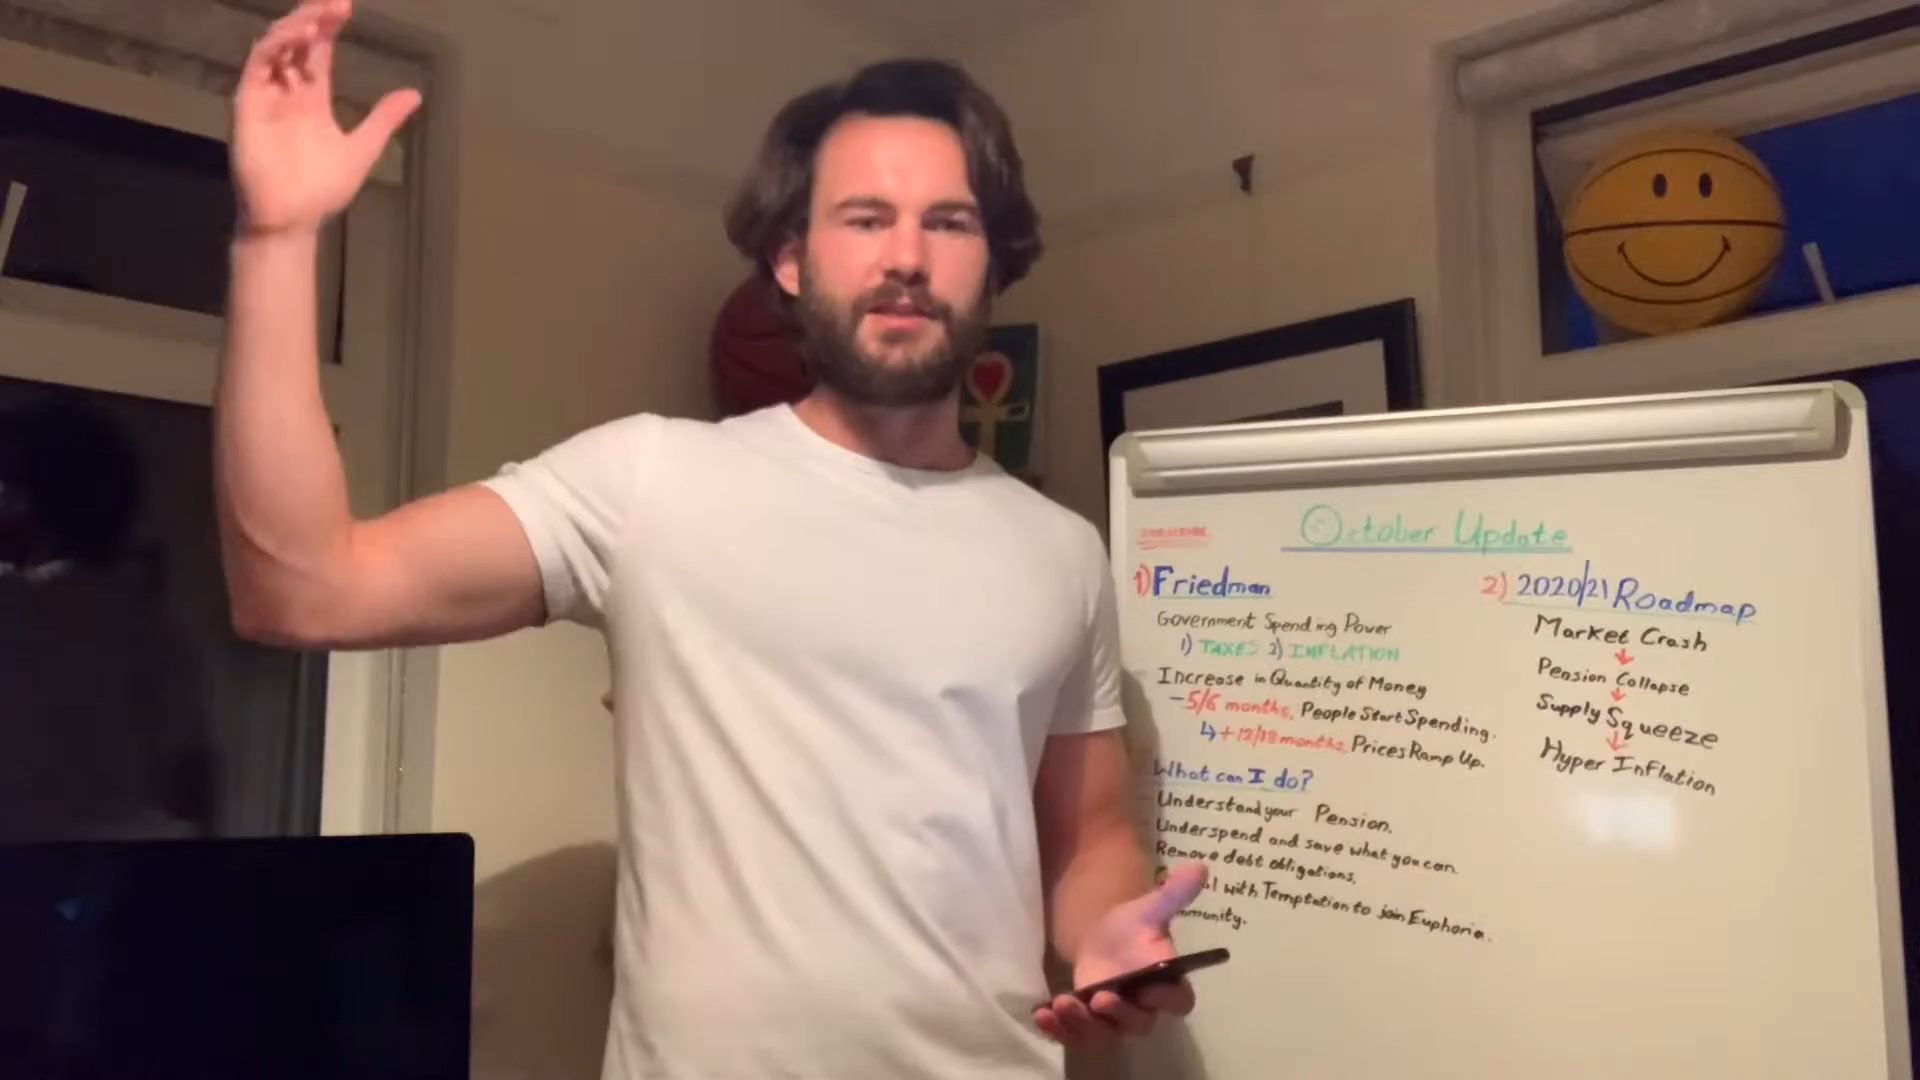 SUBSCRIBE
October Update
1) Friedman
Government Spending Power
1) TAXES 2) INFLATION
Increase in Quantity of Money
- 5/6 months, People Start Spending.
↳ + 12/18 months, Prices Ramp Up.
What can I do?
Understand your Pension.
Underspend and save what you can.
Remove debt obligations.
with Temptation to join Euphoria.
2) 2020/21 Roadmap
Market Crash
↓
Pension Collapse
↓
Supply Squeeze
↓
Hyper Inflation